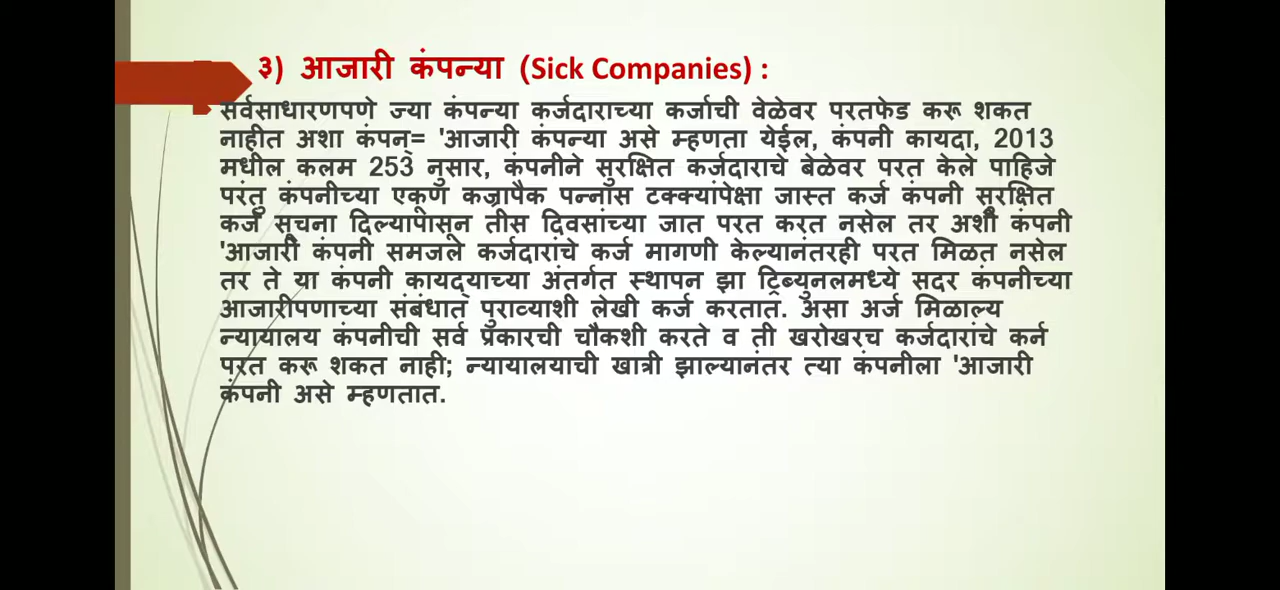 ३) आजारी कंपन्या (Sick Companies) :
सर्वसाधारणपणे ज्या कंपन्या कर्जदाराच्या कर्जाची वेळेवर परतफेड करू शकत
नाहीत अशा कंपन्= 'आजारी कंपन्या असे म्हणता येईल, कंपनी कायदा, 2013
मधील कलम 253 नुसार, कंपनीने सुरक्षित कर्जदाराचे बेळेवर परत केले पाहिजे
परंतु कंपनीच्या एकूण कज्रापैक पन्नास टक्क्यांपेक्षा जास्त कर्ज कंपनी सुरक्षित
कर्ज सूचना दिल्यापासून तीस दिवसांच्या जात परत करत नसेल तर अशी कंपनी
'आजारी कंपनी समजले कर्जदारांचे कर्ज मागणी केल्यानंतरही परत मिळत नसेल
तर ते या कंपनी कायद्याच्या अंतर्गत स्थापन झा ट्रिब्युनलमध्ये सदर कंपनीच्या
आजारीपणाच्या संबंधात पुराव्याशी लेखी कर्ज करतात. असा अर्ज मिळाल्य
न्यायालय कंपनीची सर्व प्रकारची चौकशी करते व ती खरोखरच कर्जदारांचे कर्न
परत करू शकत नाही; न्यायालयाची खात्री झाल्यानंतर त्या कंपनीला 'आजारी
कंपनी असे म्हणतात.